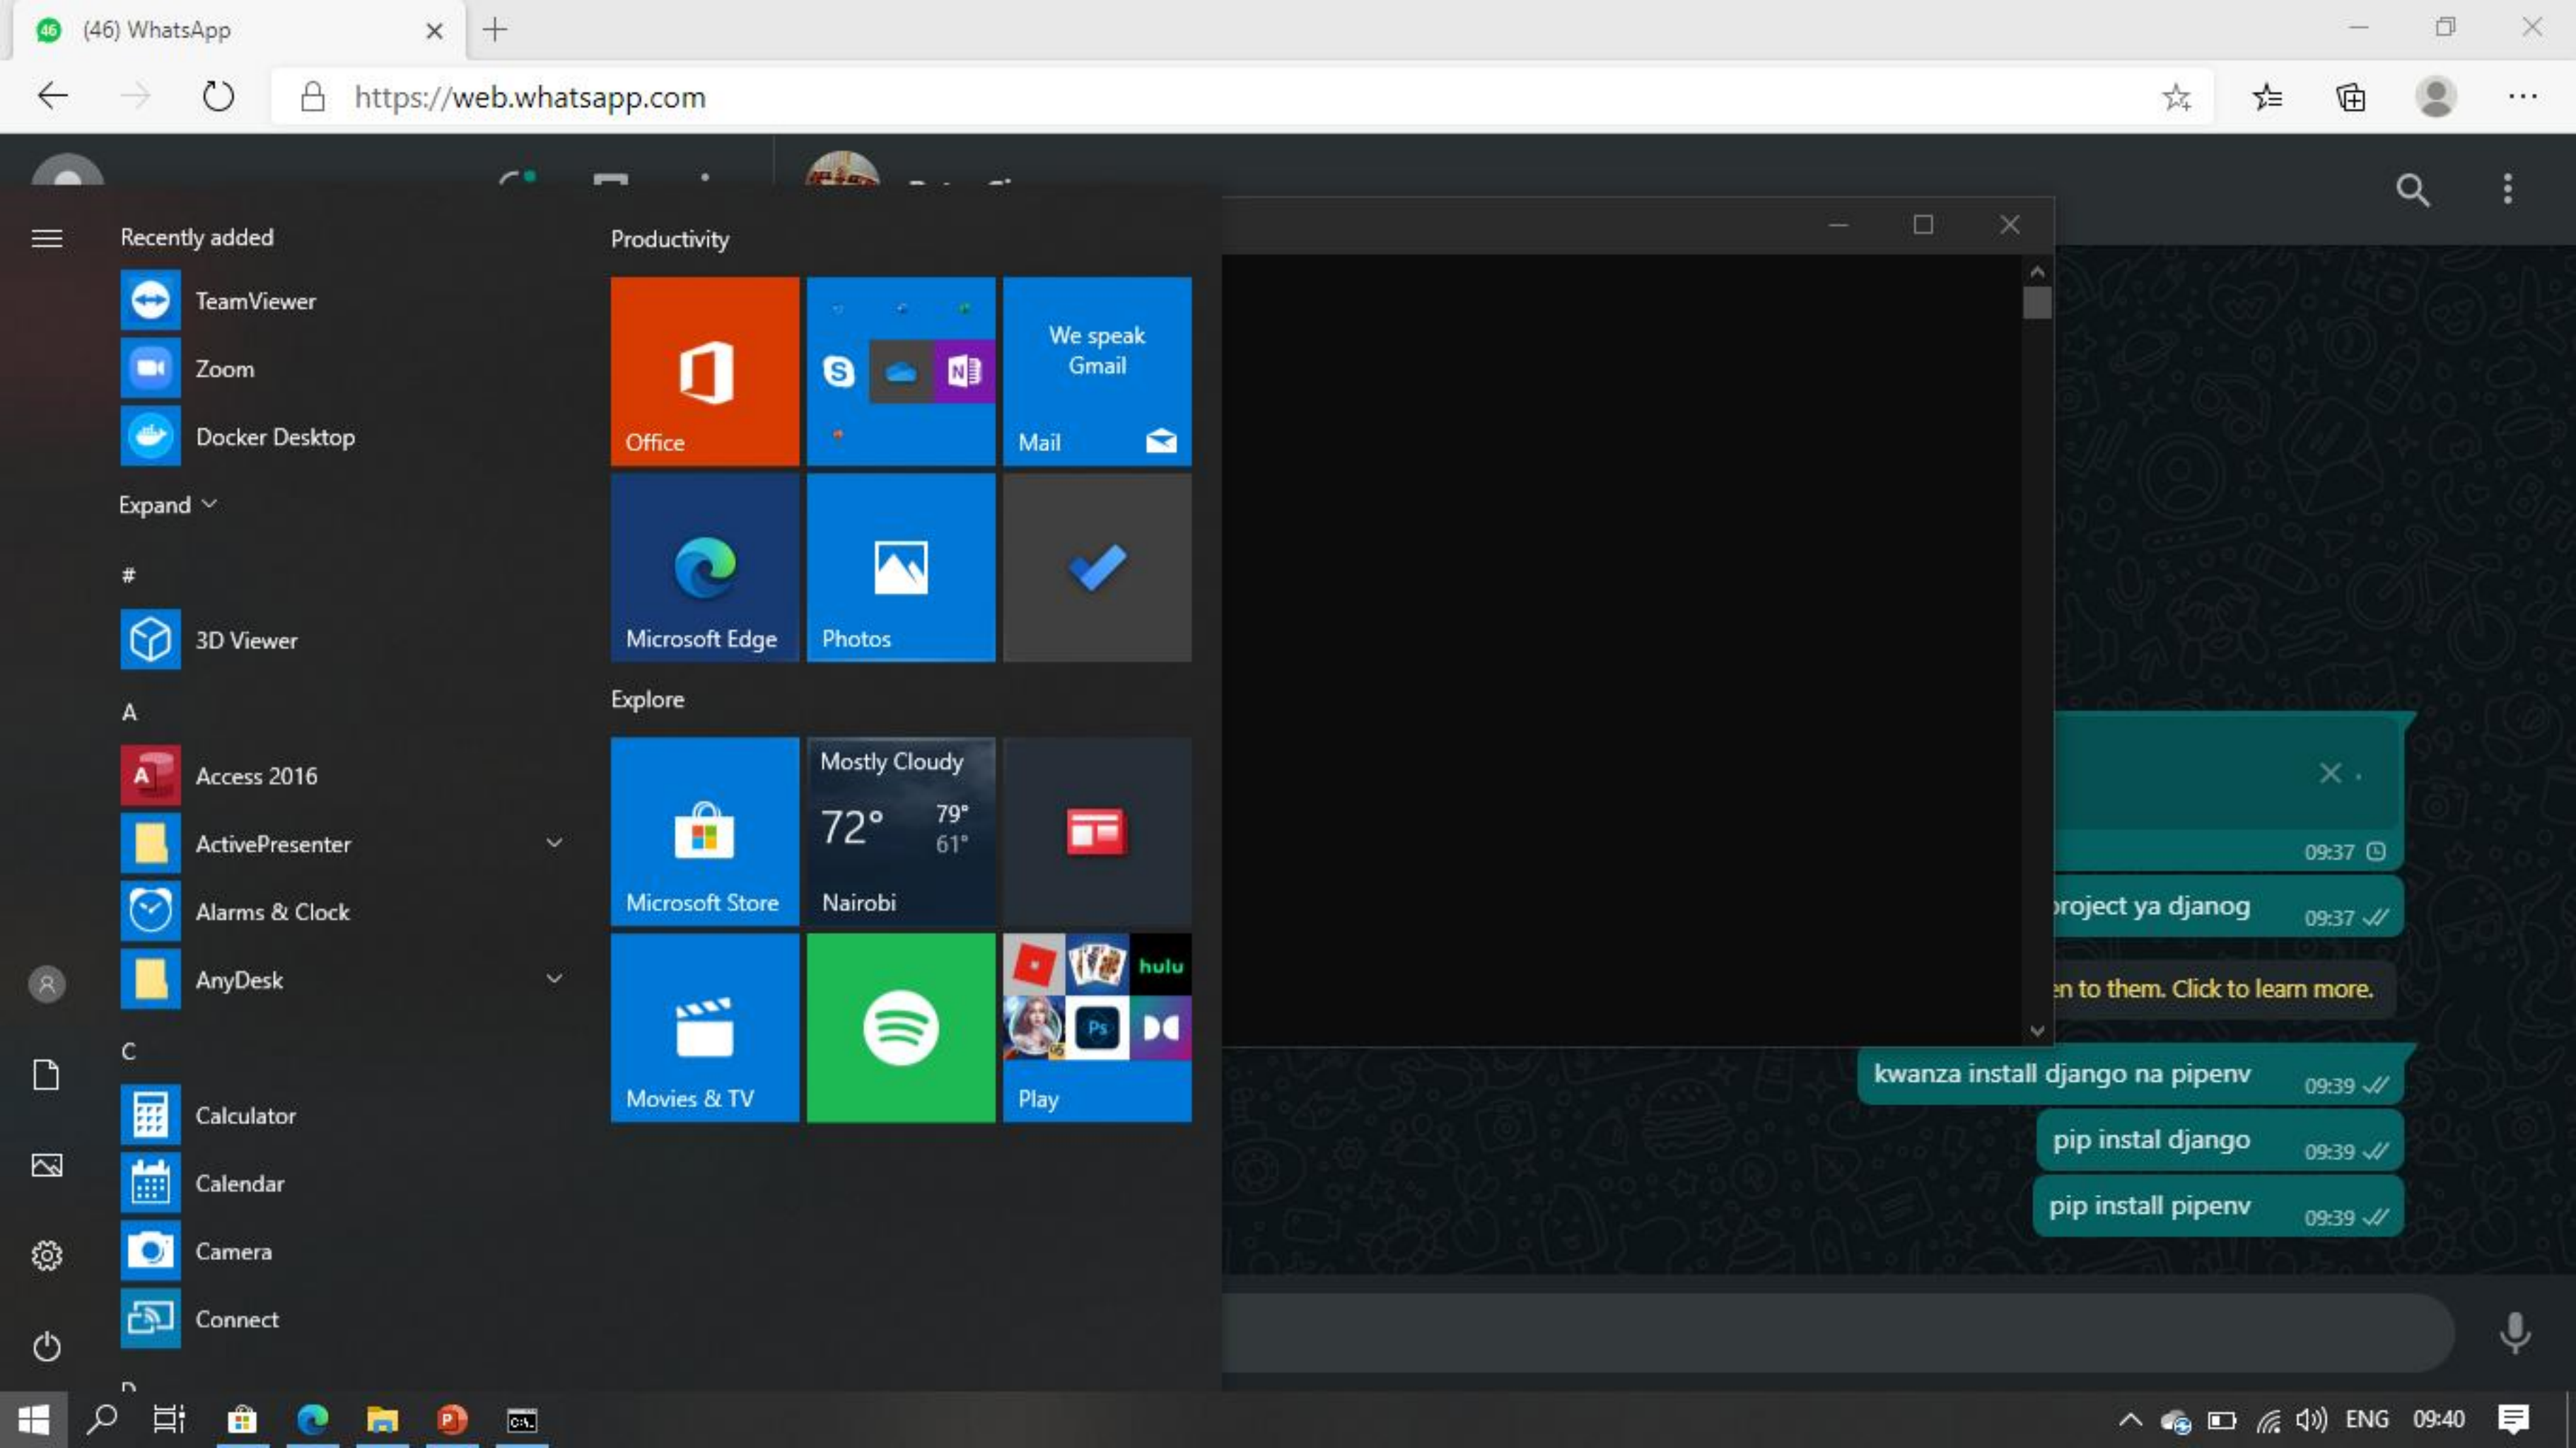 46
(46) WhatsApp
https://web.whatsapp.com
Recently added
TeamViewer
Zoom
Docker Desktop
Expand
#
3D Viewer
A
Access 2016
ActivePresenter
Alarms & Clock
AnyDesk
C
Calculator
Calendar
Camera
Connect
Productivity
Office
We speak
Gmail
Mail
Microsoft Edge
Photos
Explore
Microsoft Store
Mostly Cloudy
72° 79°
61°
Nairobi
hulu
Ps
Movies & TV
Play
09:37
project ya djanog 09:37
to them. Click to learn more.
kwanza install django na pipenv 09:39
pip instal django 09:39
pip install pipenv 09:39
ENG 09:40